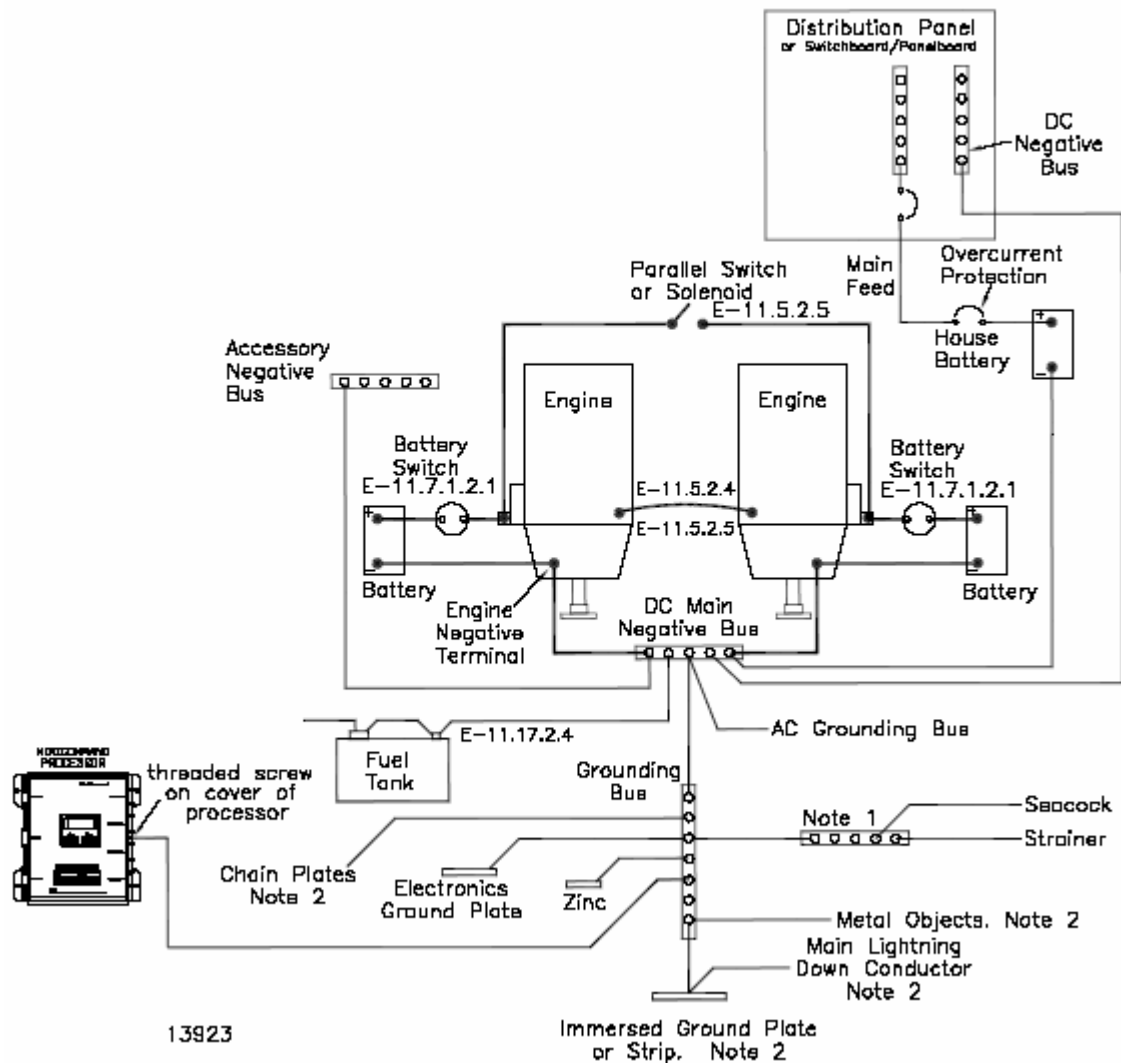 Distribution Panel
or Switchboard/Panelboard
DC
Negative
Bus
Overcurrent
Protection
Main
Feed
Parallel Switch
or Solenoid
E-11.5.2.5
+
House
Battery
-
Accessory
Negative
Bus
Engine
Engine
Battery
Switch
E-11.7.1.2.1
Battery
Switch
E-11.7.1.2.1
E-11.5.2.4
E-11.5.2.5
+
+
-
-
Battery
Battery
Engine
Negative
Terminal
DC Main
Negative Bus
E-11.17.2.4
AC Grounding Bus
Fuel
Tank
Grounding
Bus
PROCESSOR
threaded screw
on cover of
processor
Note 1
Seacock
Strainer
Chain Plates
Note 2
Electronics
Ground Plate
Zinc
Metal Objects. Note 2
Main Lightning
Down Conductor
Note 2
13923
Immersed Ground Plate
or Strip. Note 2